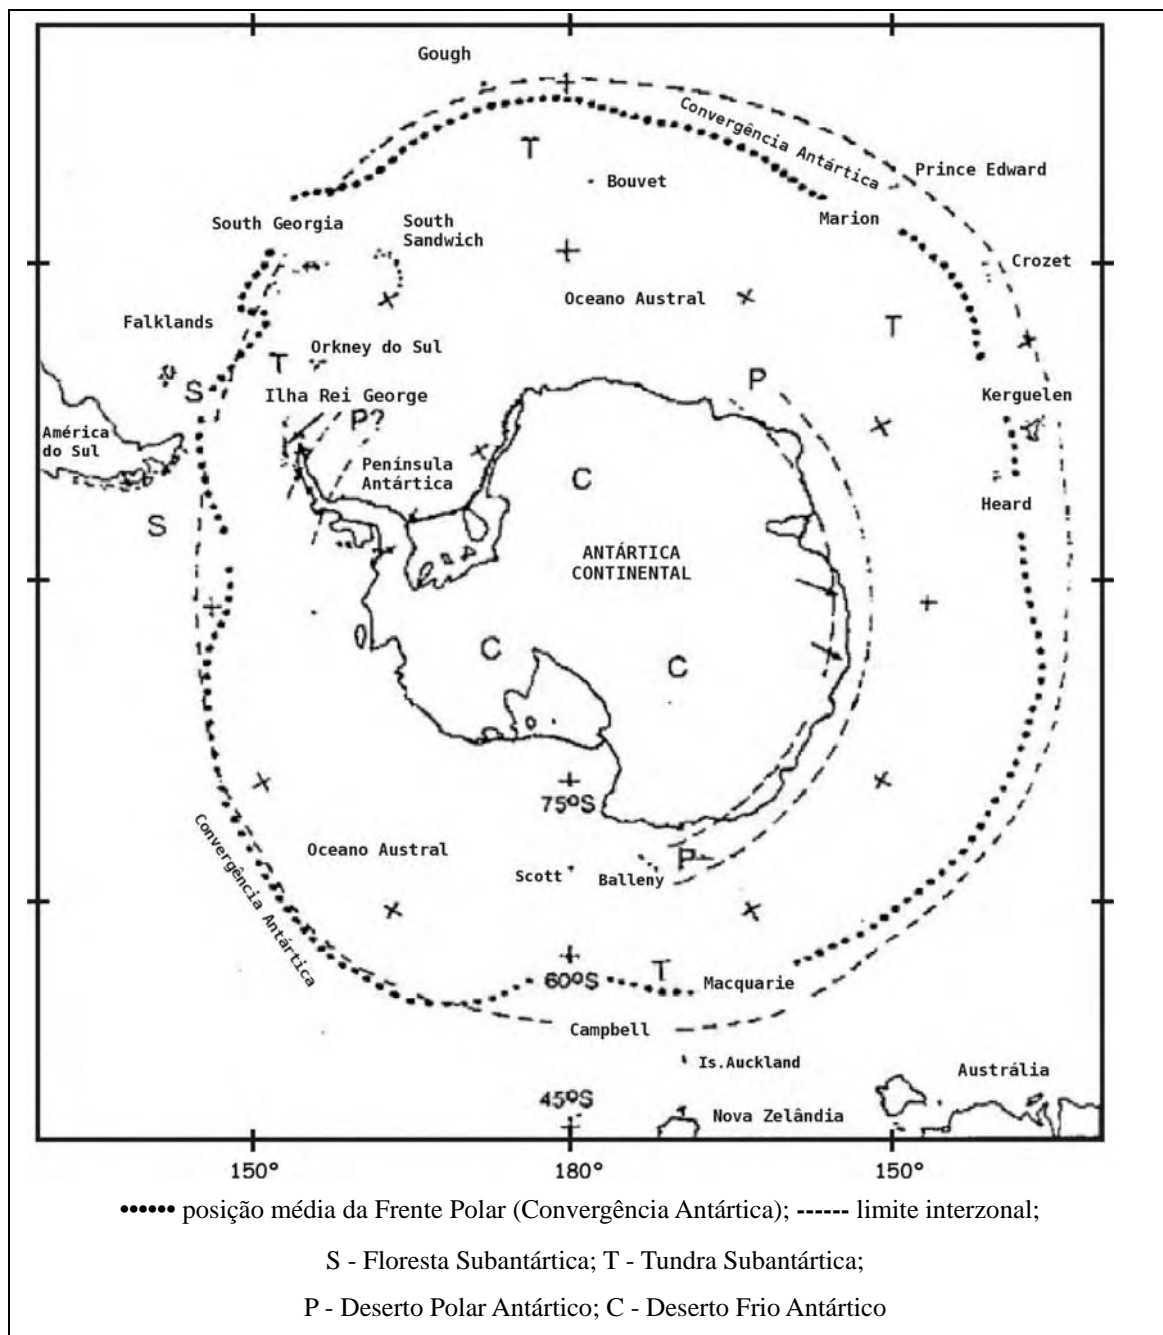 Gough
Convergência Antártica
T
Prince Edward
Bouvet
Marion
South Georgia
South
Sandwich
Crozet
Oceano Austral
Falklands
T
Orkney do Sul
T
P
S
Ilha Rei George
Kerguelen
P?
América
do Sul
Península
Antártica
C
Heard
S
ANTÁRTICA
CONTINENTAL
C
C
75ºS
Convergência Antártica
Oceano Austral
P
Scott
Balleny
T
60ºS
Macquarie
Campbell
Is.Auckland
Austrália
45ºS
Nova Zelândia
150°
180°
150°
•••••• posição média da Frente Polar (Convergência Antártica); ------ limite interzonal;
S - Floresta Subantártica; T - Tundra Subantártica;
P - Deserto Polar Antártico; C - Deserto Frio Antártico